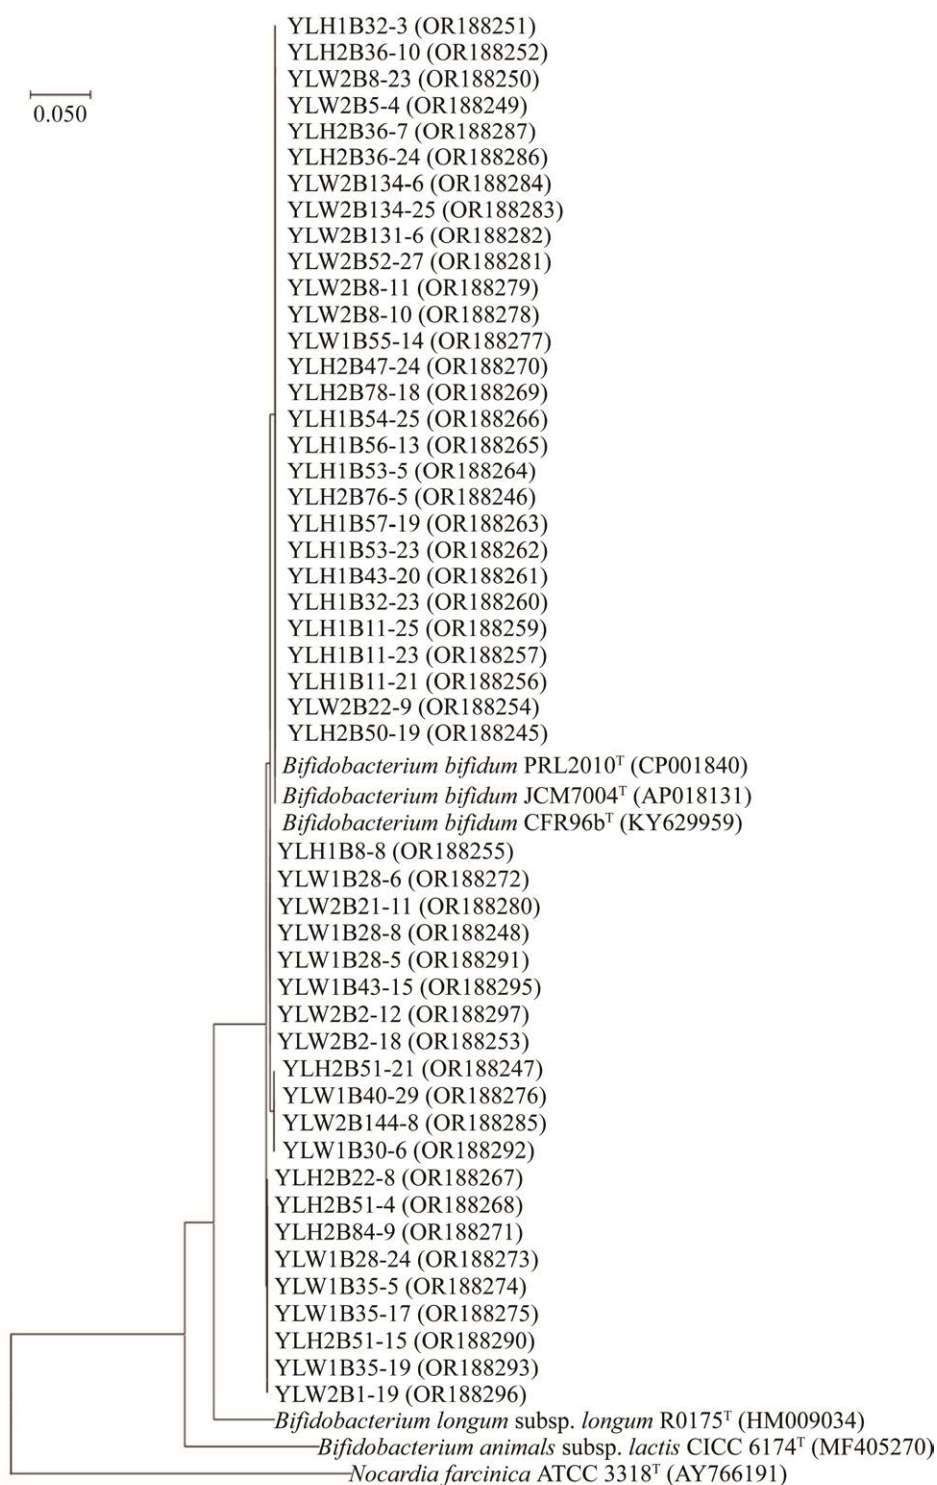 YLH1B32-3 (OR188251)
YLH2B36-10 (OR188252)
YLW2B8-23 (OR188250)
0.050
YLW2B5-4 (OR188249)
YLH2B36-7 (OR188287)
YLH2B36-24 (OR188286)
YLW2B134-6 (OR188284)
YLW2B134-25 (OR188283)
YLW2B131-6 (OR188282)
YLW2B52-27 (OR188281)
YLW2B8-11 (OR188279)
YLW2B8-10 (OR188278)
YLW1B55-14 (OR188277)
YLH2B47-24 (OR188270)
YLH2B78-18 (OR188269)
YLH1B54-25 (OR188266)
YLH1B56-13 (OR188265)
YLH1B53-5 (OR188264)
YLH2B76-5 (OR188246)
YLH1B57-19 (OR188263)
YLH1B53-23 (OR188262)
YLH1B43-20 (OR188261)
YLH1B32-23 (OR188260)
YLH1B11-25 (OR188259)
YLH1B11-23 (OR188257)
YLH1B11-21 (OR188256)
YLW2B22-9 (OR188254)
YLH2B50-19 (OR188245)
Bifidobacterium bifidum PRL2010ᵀ (CP001840)
Bifidobacterium bifidum JCM7004ᵀ (AP018131)
Bifidobacterium bifidum CFR96bᵀ (KY629959)
YLH1B8-8 (OR188255)
YLW1B28-6 (OR188272)
YLW2B21-11 (OR188280)
YLW1B28-8 (OR188248)
YLW1B28-5 (OR188291)
YLW1B43-15 (OR188295)
YLW2B2-12 (OR188297)
YLW2B2-18 (OR188253)
YLH2B51-21 (OR188247)
YLW1B40-29 (OR188276)
YLW2B144-8 (OR188285)
YLW1B30-6 (OR188292)
YLH2B22-8 (OR188267)
YLH2B51-4 (OR188268)
YLH2B84-9 (OR188271)
YLW1B28-24 (OR188273)
YLW1B35-5 (OR188274)
YLW1B35-17 (OR188275)
YLH2B51-15 (OR188290)
YLW1B35-19 (OR188293)
YLW2B1-19 (OR188296)
Bifidobacterium longum subsp. longum R0175ᵀ (HM009034)
Bifidobacterium animals subsp. lactis CICC 6174ᵀ (MF405270)
Nocardia farcinica ATCC 3318ᵀ (AY766191)